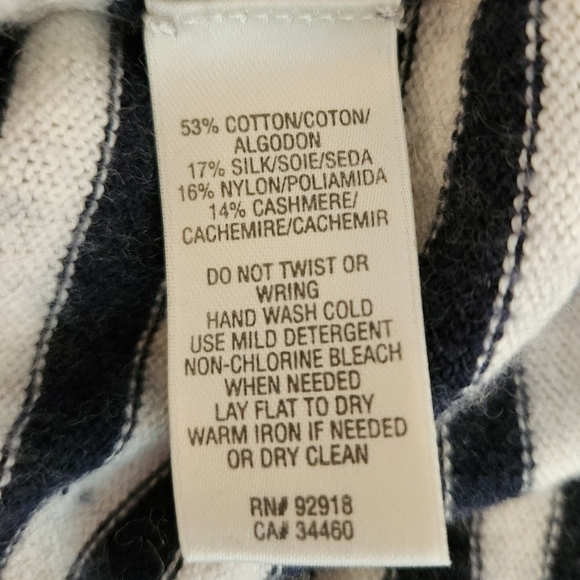 53% COTTON/COTON/
ALGODON
17% SILK/SOIE/SEDA
16% NYLON/POLIAMIDA
14% CASHMERE/
CACHEMIRE/CACHEMIR
DO NOT TWIST OR
WRING
HAND WASH COLD
USE MILD DETERGENT
NON-CHLORINE BLEACH
WHEN NEEDED
LAY FLAT TO DRY
WARM IRON IF NEEDED
OR DRY CLEAN
RN# 92918
CA# 34460